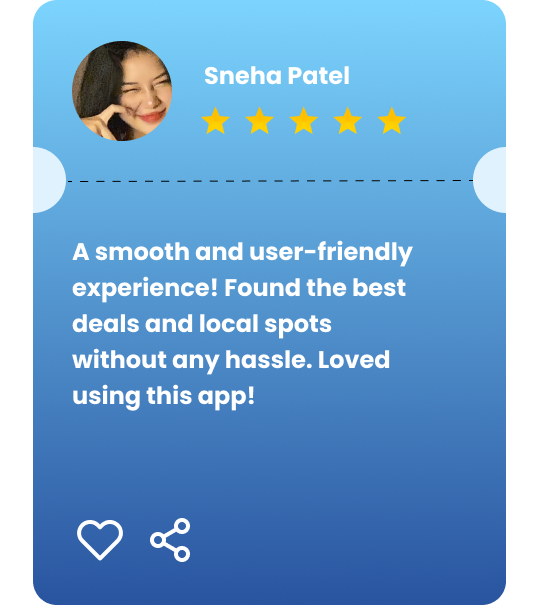 Sneha Patel
A smooth and user-friendly
experience! Found the best
deals and local spots
without any hassle. Loved
using this app!